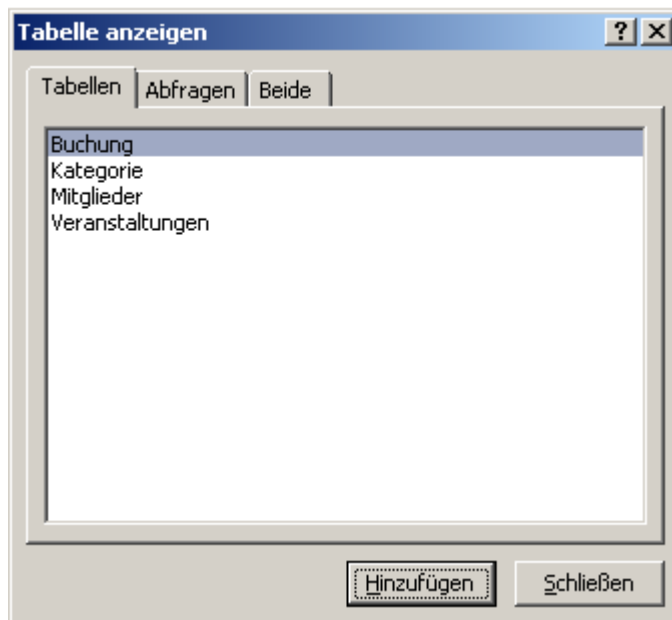 Tabelle anzeigen
Tabellen Abfragen Beide
Buchung
Kategorie
Mitglieder
Veranstaltungen
Hinzufügen Schließen